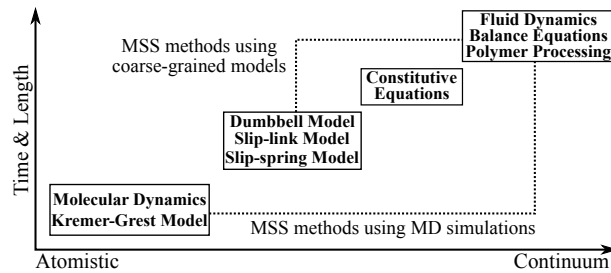 Fluid Dynamics
Balance Equations
Polymer Processing
MSS methods using
coarse-grained models
Constitutive
Equations
Dumbbell Model
Slip-link Model
Slip-spring Model
Time & Length
Molecular Dynamics
Kremer-Grest Model
MSS methods using MD simulations
Atomistic
Continuum